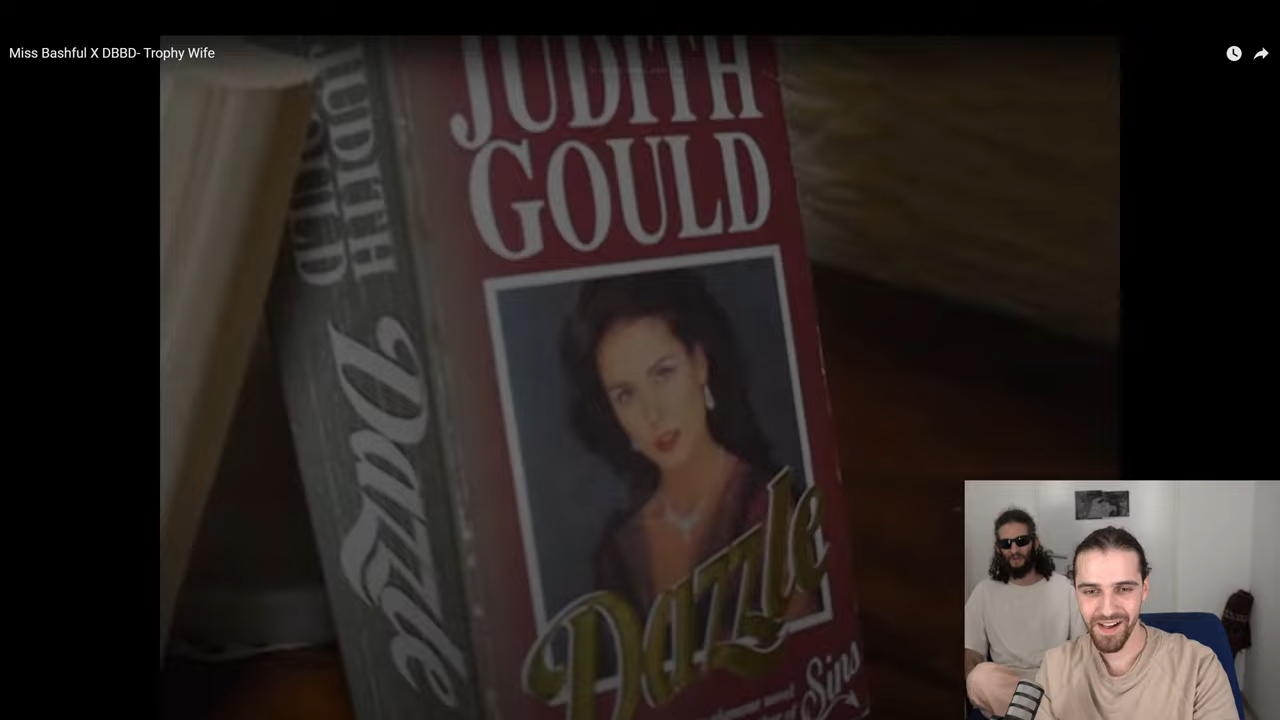 Miss Bashful X DBBD- Trophy Wife
JUDITH
GOULD
JUDITH
GOULD
Dazzle
Dazzle
Sins